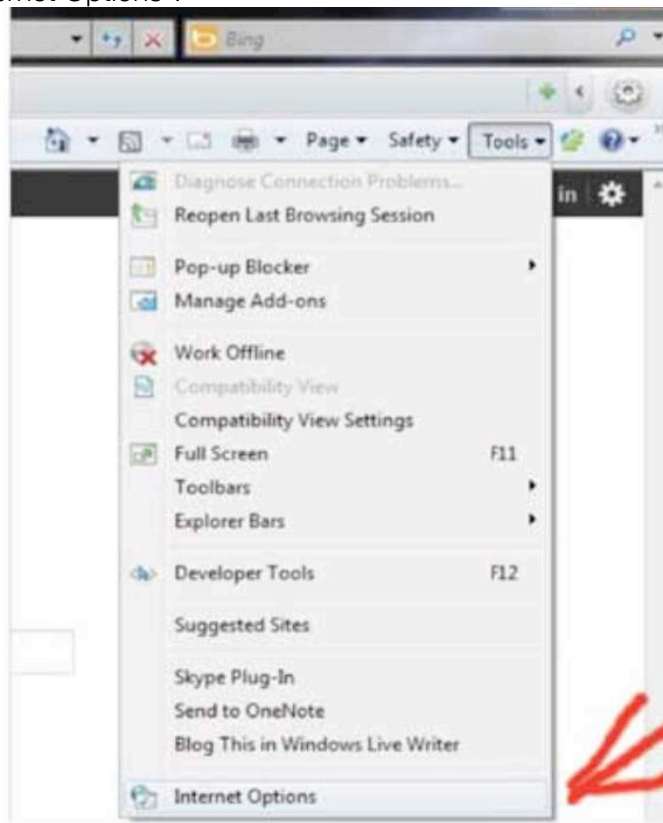 Bing
Page Safety Tools
Diagnose Connection Problems...
in
Reopen Last Browsing Session
Pop-up Blocker
Manage Add-ons
Work Offline
Compatibility View
Compatibility View Settings
Full Screen F11
Toolbars
Explorer Bars
Developer Tools F12
Suggested Sites
Skype Plug-In
Send to OneNote
Blog This in Windows Live Writer
Internet Options